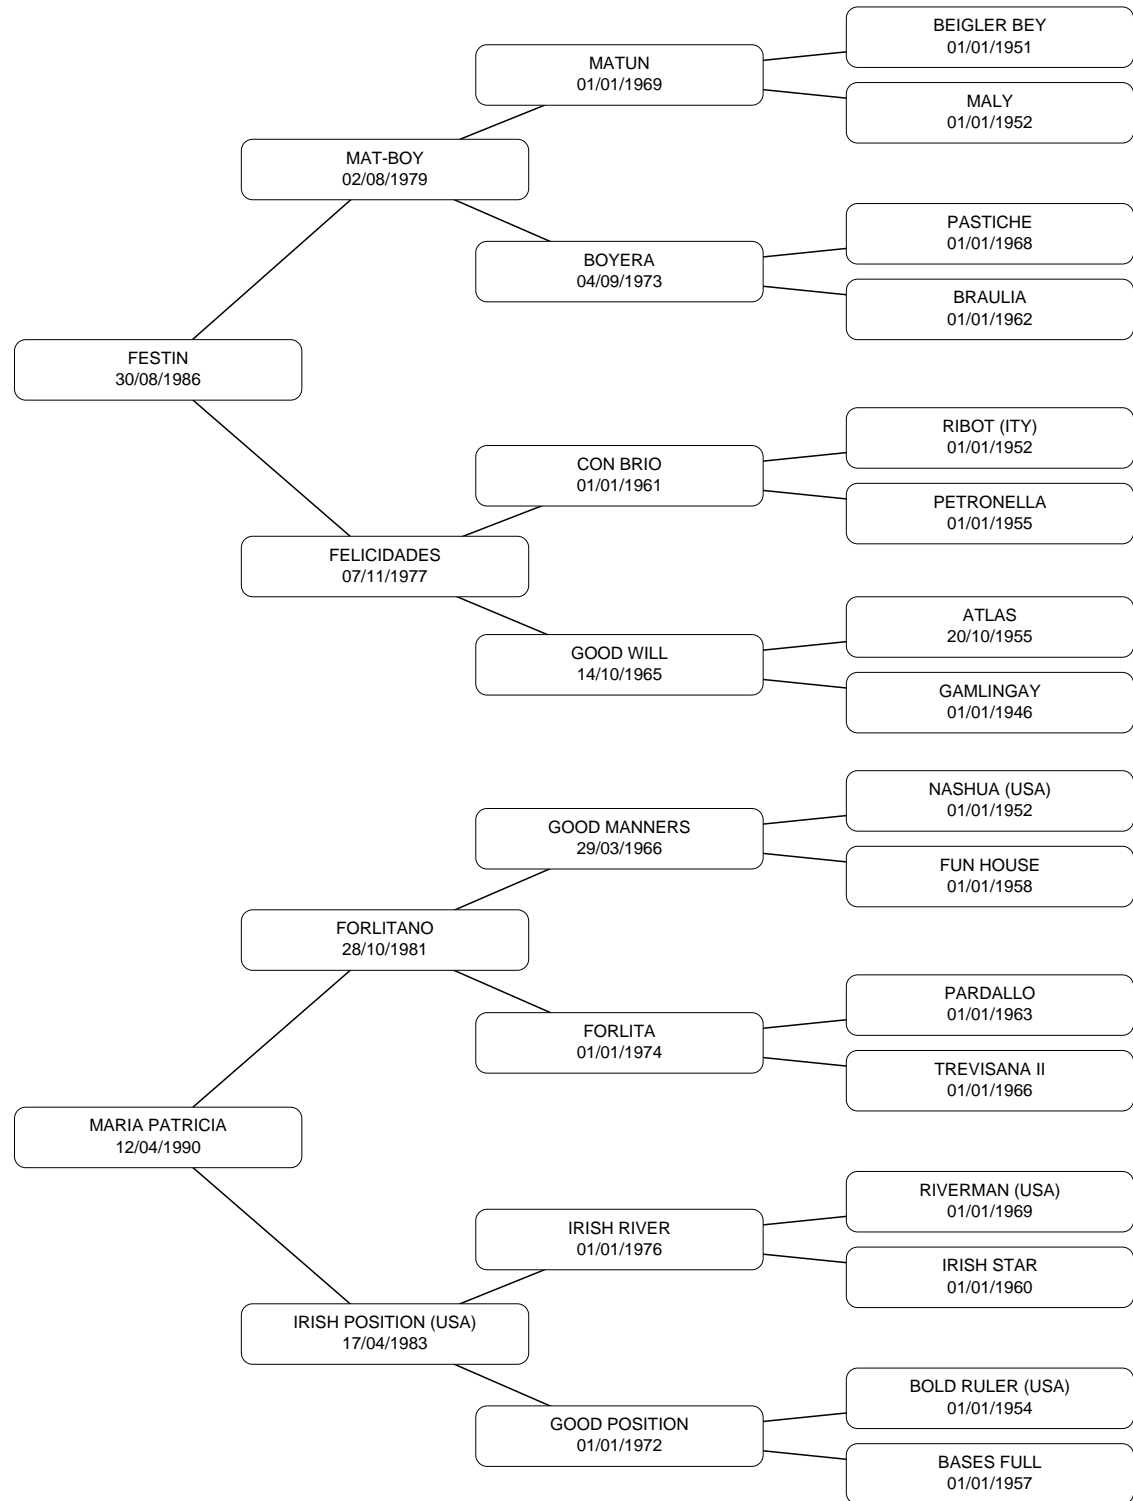 BEIGLER BEY
01/01/1951
MATUN
01/01/1969
MALY
01/01/1952
MAT-BOY
02/08/1979
PASTICHE
01/01/1968
BOYERA
04/09/1973
BRAULIA
01/01/1962
FESTIN
30/08/1986
RIBOT (ITY)
01/01/1952
CON BRIO
01/01/1961
PETRONELLA
01/01/1955
FELICIDADES
07/11/1977
ATLAS
20/10/1955
GOOD WILL
14/10/1965
GAMLINGAY
01/01/1946
NASHUA (USA)
01/01/1952
GOOD MANNERS
29/03/1966
FUN HOUSE
01/01/1958
FORLITANO
28/10/1981
PARDALLO
01/01/1963
FORLITA
01/01/1974
TREVISANA II
01/01/1966
MARIA PATRICIA
12/04/1990
RIVERMAN (USA)
01/01/1969
IRISH RIVER
01/01/1976
IRISH STAR
01/01/1960
IRISH POSITION (USA)
17/04/1983
BOLD RULER (USA)
01/01/1954
GOOD POSITION
01/01/1972
BASES FULL
01/01/1957